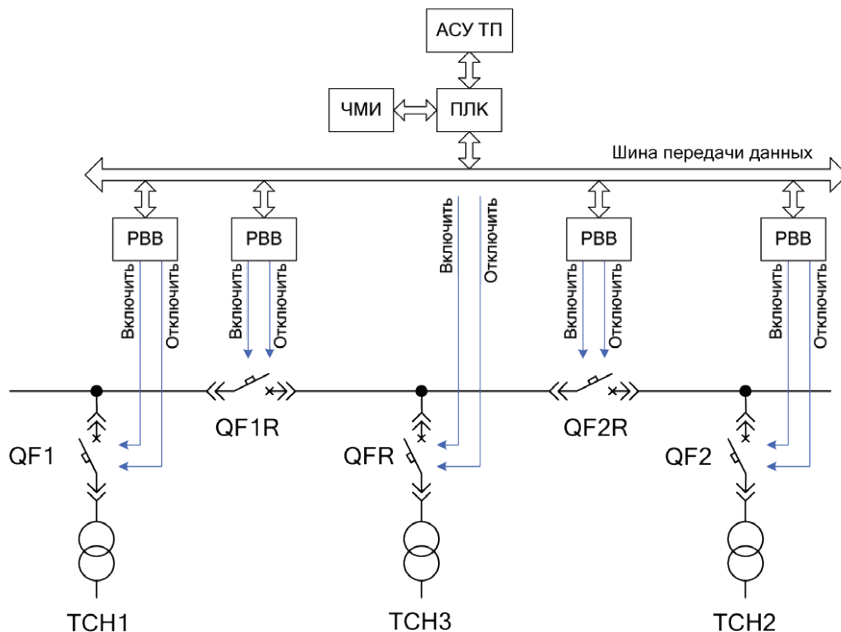 АСУ ТП
ЧМИ
ПЛК
Шина передачи данных
РВВ
РВВ
РВВ
РВВ
Включить
Отключить
Включить
Отключить
Включить
Отключить
Включить
Отключить
Включить
Отключить
QF1R
QF2R
QF1
QFR
QF2
ТСН1
ТСН3
ТСН2